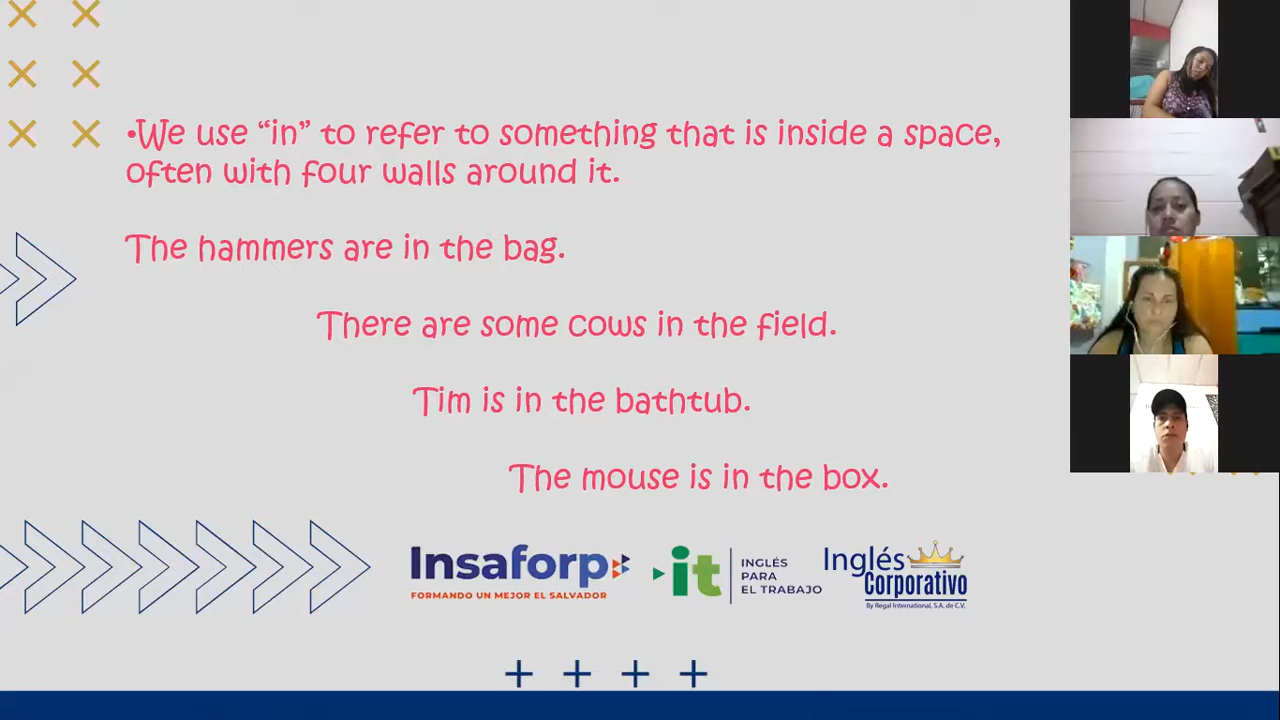 •We use “in” to refer to something that is inside a space,
often with four walls around it.
The hammers are in the bag.
There are some cows in the field.
Tim is in the bathtub.
The mouse is in the box.
Insaforp
FORMANDO UN MEJOR EL SALVADOR
it
INGLÉS
PARA
EL TRABAJO
Inglés
Corporativo
By Regal International, S.A. de C.V.